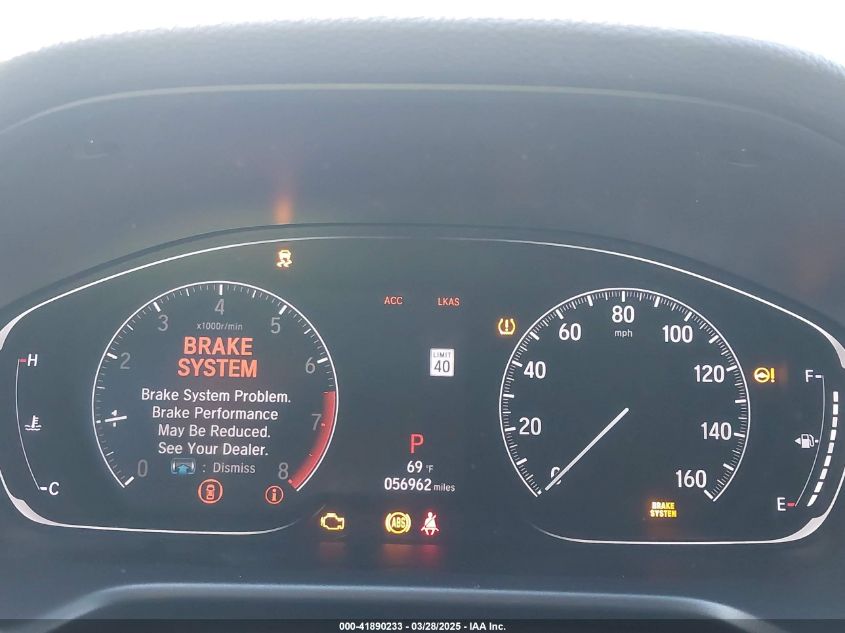 4
3
5
x1000r/min
BRAKE
SYSTEM
2
6
Brake System Problem.
Brake Performance
May Be Reduced.
See Your Dealer.
: Dismiss
1
7
0
8
H
C
ACC LKAS
LIMIT
40
P
69 °F
056962 miles
ABS
80
mph
60
100
40
120
20
140
0
160
BRAKE
SYSTEM
F
E
000-41890233 - 03/28/2025 - IAA Inc.